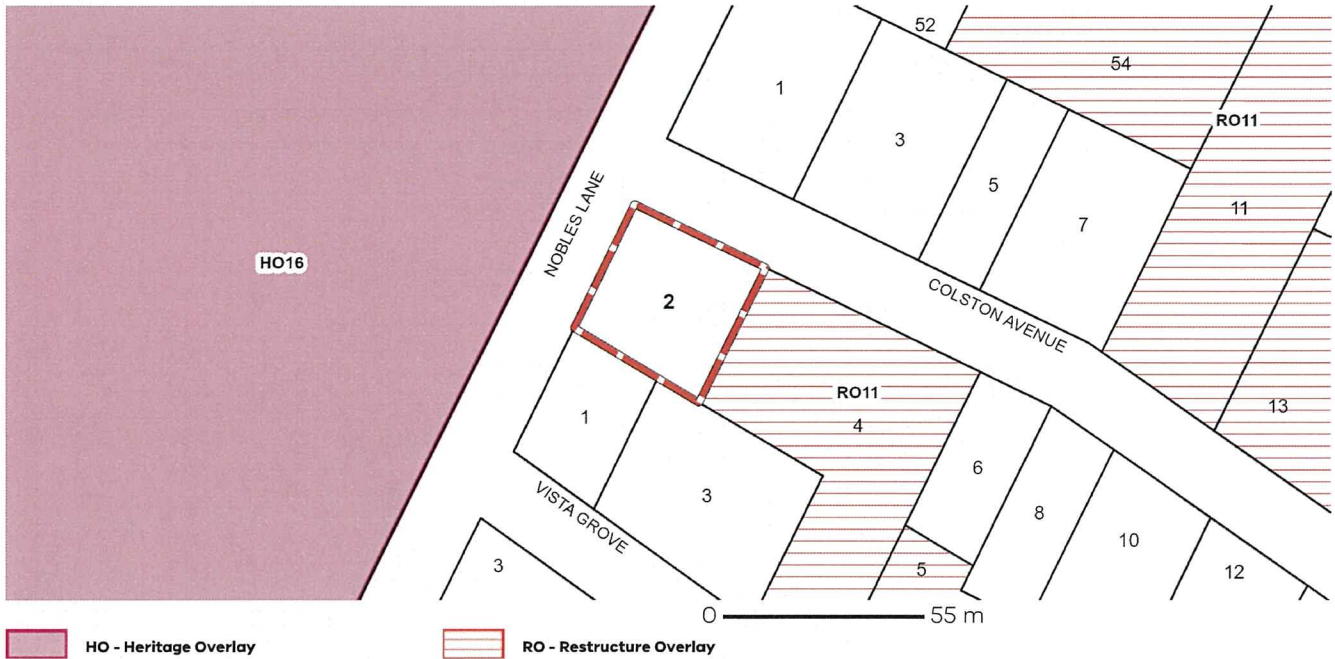 52
54
1
RO11
3
5
11
7
NOBLES LANE
HO16
2
COLSTON AVENUE
RO11
4
13
1
6
3
8
VISTA GROVE
10
3
5
12
0 55 m
HO - Heritage Overlay
RO - Restructure Overlay